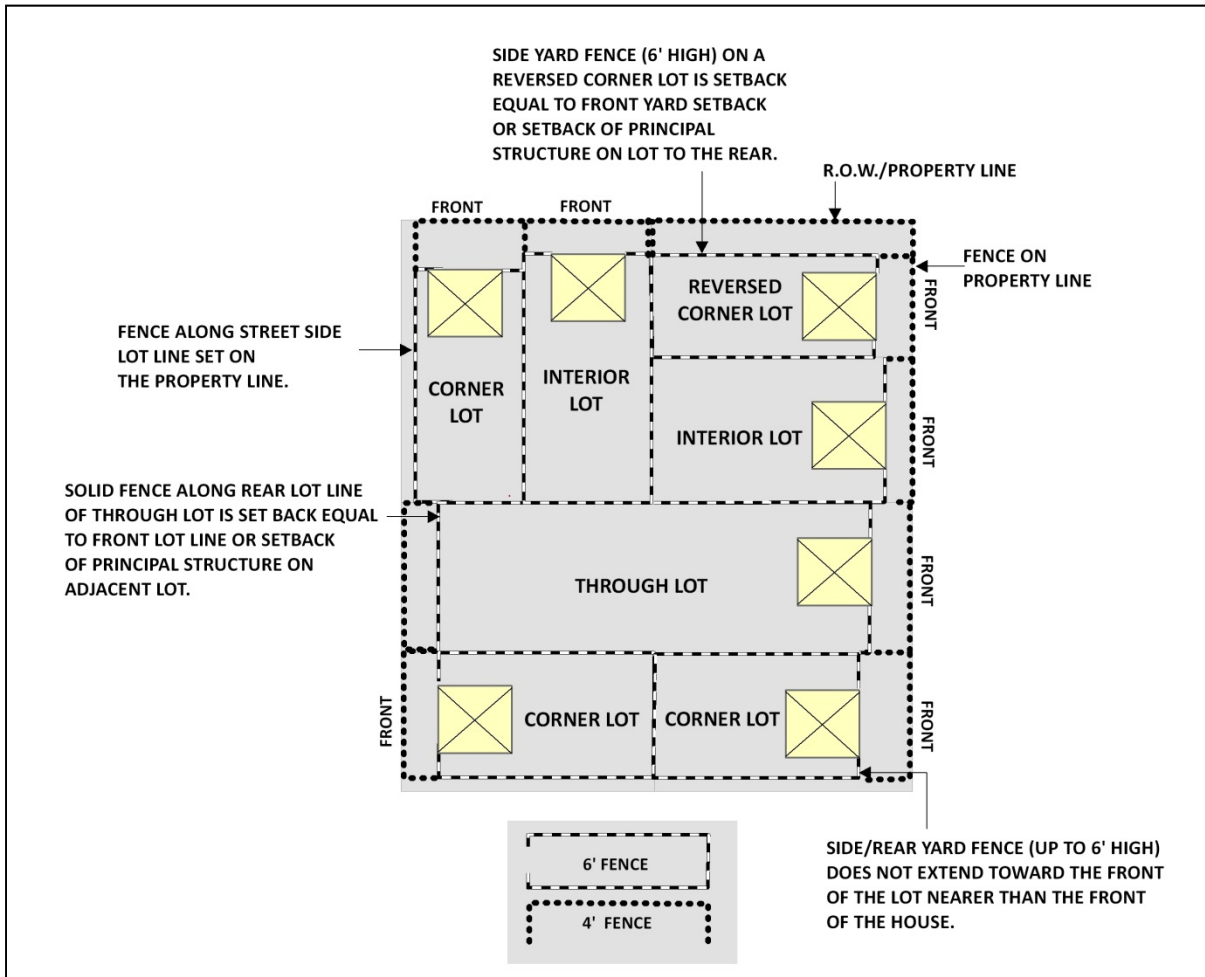 SIDE YARD FENCE (6' HIGH) ON A
REVERSED CORNER LOT IS SETBACK
EQUAL TO FRONT YARD SETBACK
OR SETBACK OF PRINCIPAL
STRUCTURE ON LOT TO THE REAR.
R.O.W./PROPERTY LINE
FRONT
FRONT
FENCE ON
PROPERTY LINE
REVERSED
CORNER LOT
FRONT
FENCE ALONG STREET SIDE
LOT LINE SET ON
THE PROPERTY LINE.
CORNER
LOT
INTERIOR
LOT
INTERIOR LOT
FRONT
SOLID FENCE ALONG REAR LOT LINE
OF THROUGH LOT IS SET BACK EQUAL
TO FRONT LOT LINE OR SETBACK
OF PRINCIPAL STRUCTURE ON
ADJACENT LOT.
THROUGH LOT
FRONT
FRONT
CORNER LOT
CORNER LOT
FRONT
SIDE/REAR YARD FENCE (UP TO 6' HIGH)
DOES NOT EXTEND TOWARD THE FRONT
OF THE LOT NEARER THAN THE FRONT
OF THE HOUSE.
6' FENCE
4' FENCE